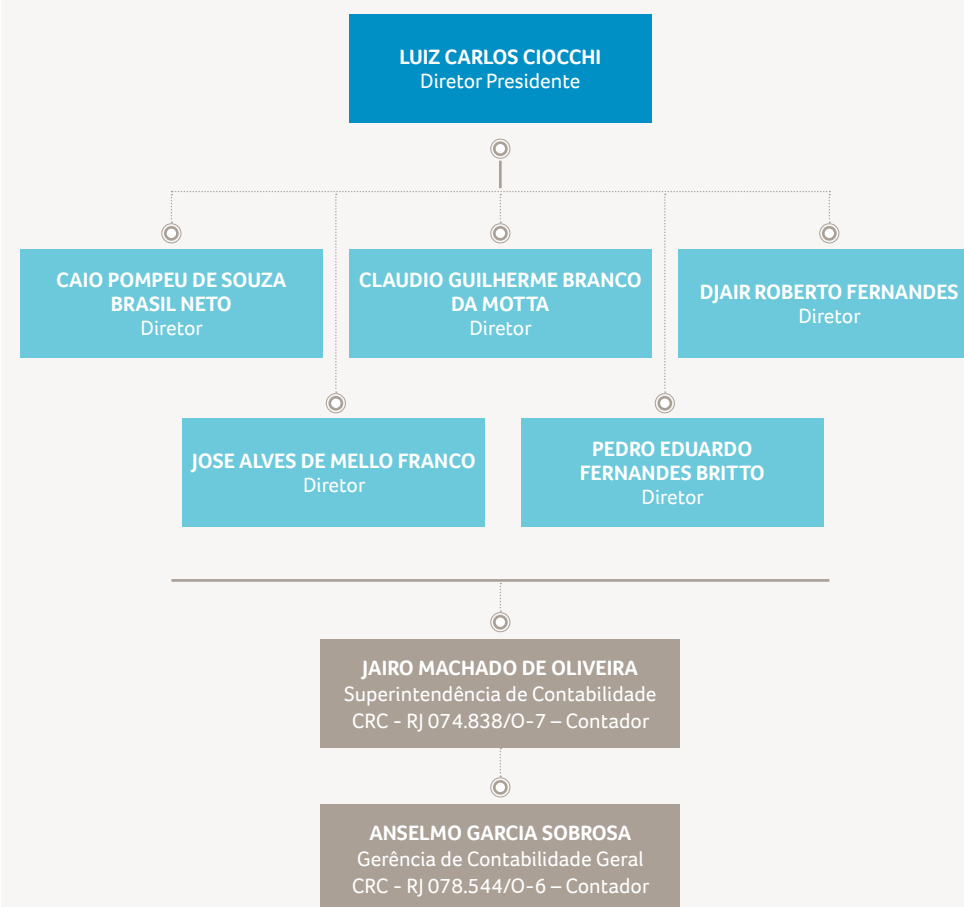 LUIZ CARLOS CIOCCHI
Diretor Presidente
CAIO POMPEU DE SOUZA
BRASIL NETO
Diretor
CLAUDIO GUILHERME BRANCO
DA MOTTA
Diretor
DJAIR ROBERTO FERNANDES
Diretor
JOSE ALVES DE MELLO FRANCO
Diretor
PEDRO EDUARDO
FERNANDES BRITTO
Diretor
JAIRO MACHADO DE OLIVEIRA
Superintendência de Contabilidade
CRC - RJ 074.838/O-7 – Contador
ANSELMO GARCIA SOBROSA
Gerência de Contabilidade Geral
CRC - RJ 078.544/O-6 – Contador